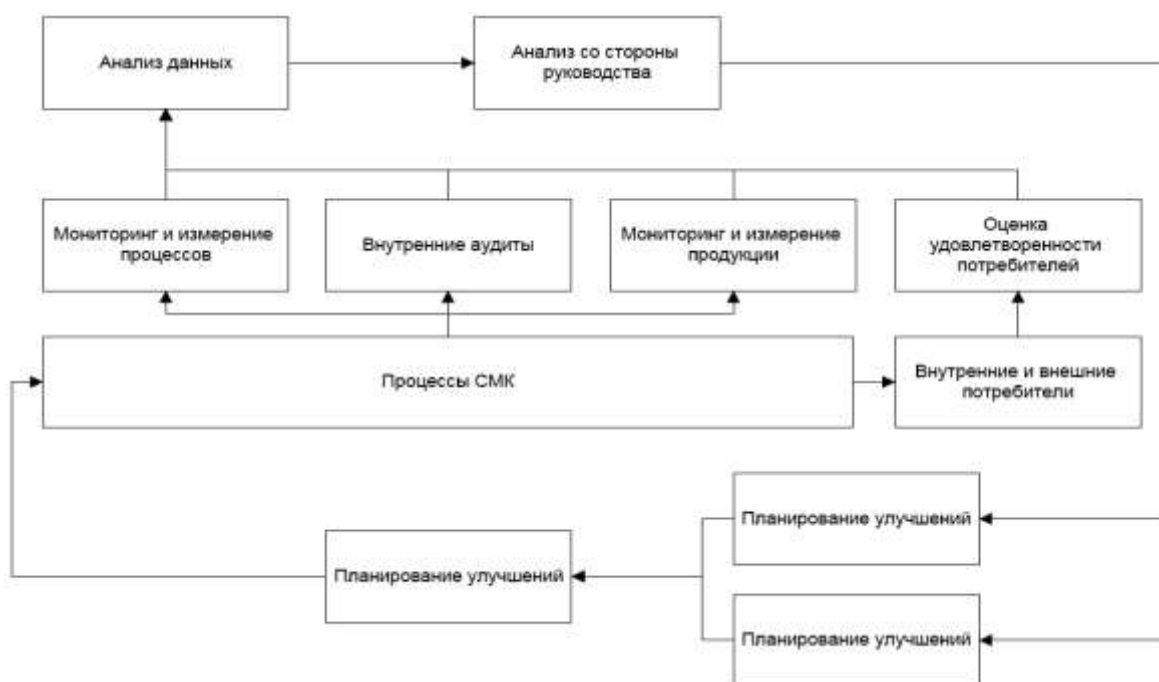 Анализ данных
Анализ со стороны
руководства
Мониторинг и измерение
процессов
Внутренние аудиты
Мониторинг и измерение
продукции
Оценка
удовлетворенности
потребителей
Процессы СМК
Внутренние и внешние
потребители
Планирование улучшений
Планирование улучшений
Планирование улучшений